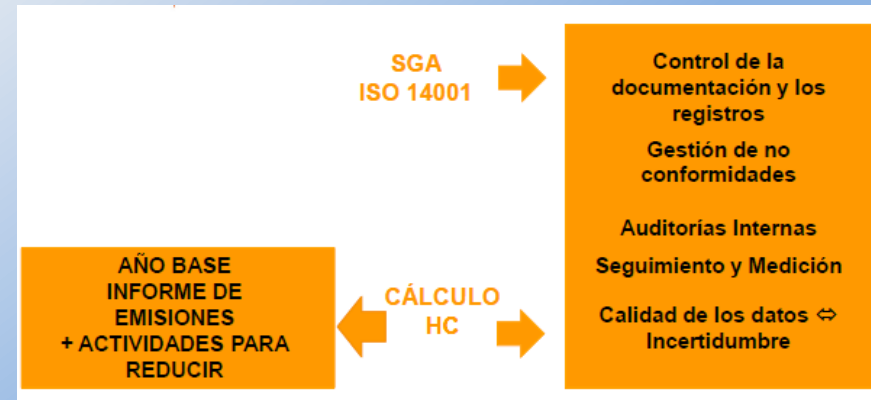 SGA
ISO 14001
Control de la
documentación y los
registros
Gestión de no
conformidades
Auditorías Internas
Seguimiento y Medición
Calidad de los datos ⇔
Incertidumbre
AÑO BASE
INFORME DE
EMISIONES
+ ACTIVIDADES PARA
REDUCIR
CÁLCULO
HC